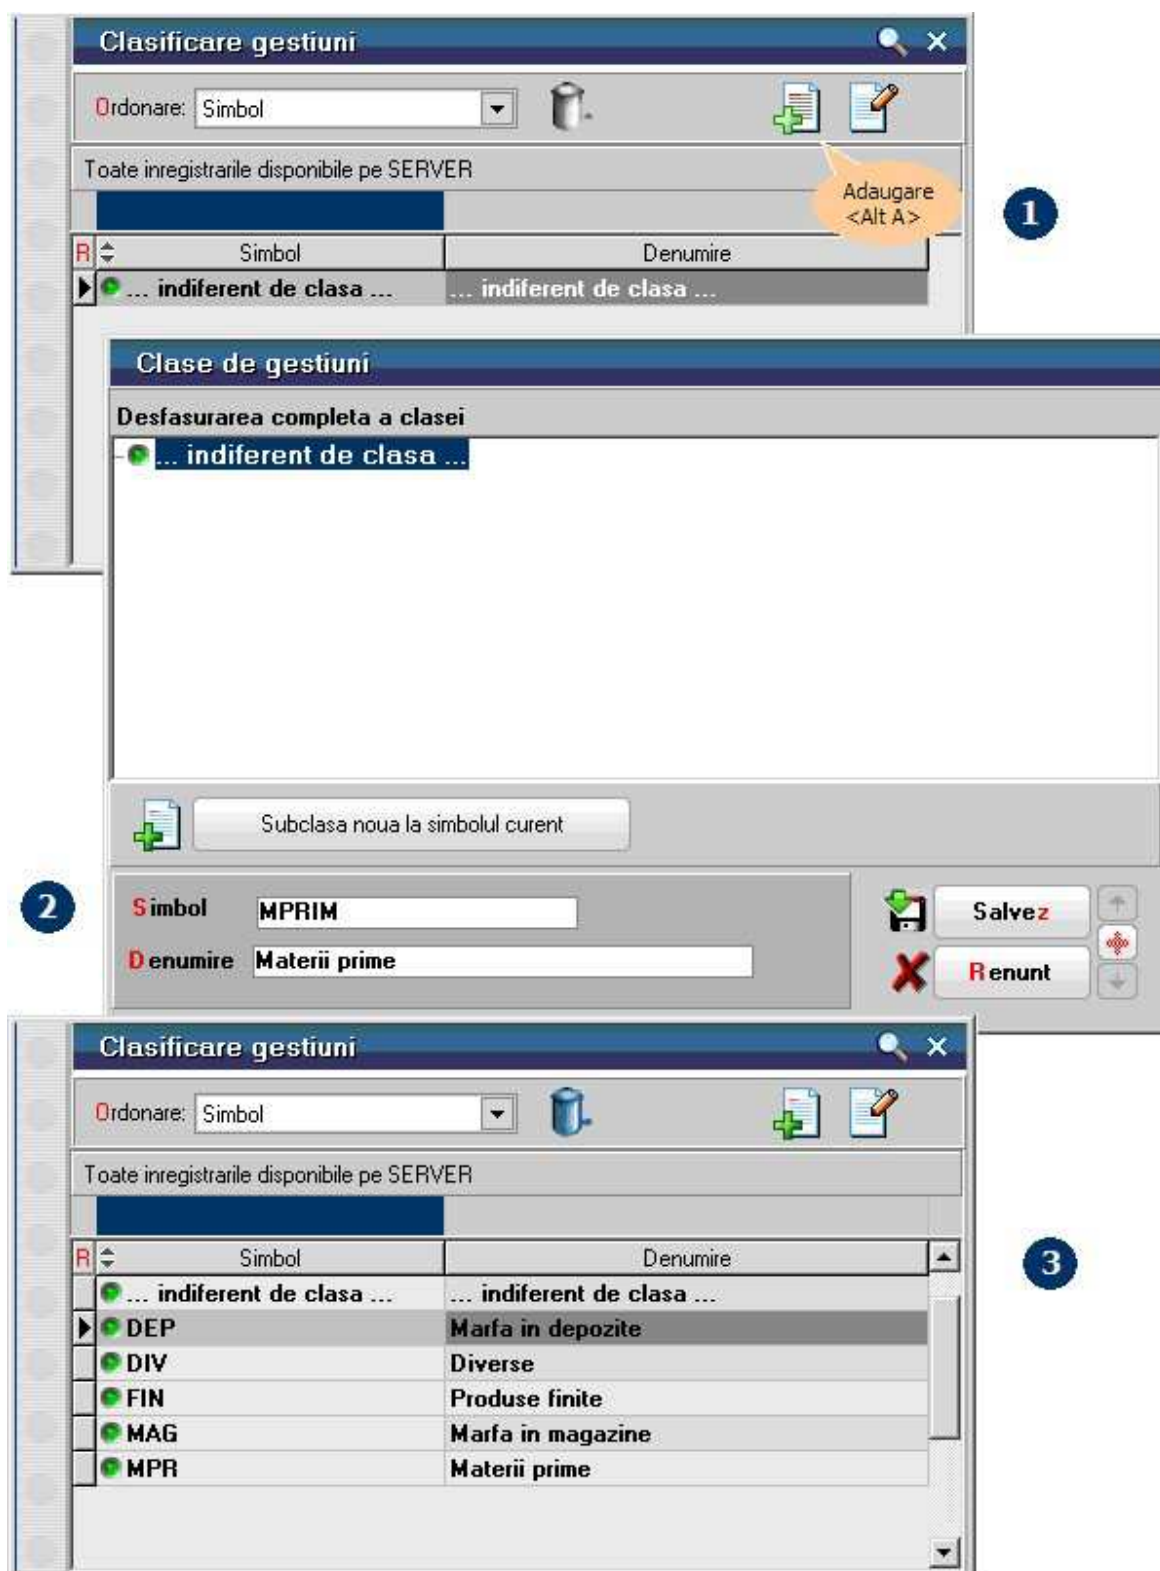 Clasificare gestiuni
Ordonare: Simbol
Toate inregistrarile disponibile pe SERVER
Adaugare
<Alt A>
1
R Simbol Denumire
... indiferent de clasa ... ... indiferent de clasa ...
Clase de gestiuni
Desfasurarea completa a clasei
... indiferent de clasa ...
Subclasa noua la simbolul curent
2
Simbol MPRIM
Denumire Materii prime
Salvez
Renunt
Clasificare gestiuni
Ordonare: Simbol
Toate inregistrarile disponibile pe SERVER
R Simbol Denumire
3
... indiferent de clasa ... ... indiferent de clasa ...
DEP Marfa in depozite
DIV Diverse
FIN Produse finite
MAG Marfa in magazine
MPR Materii prime